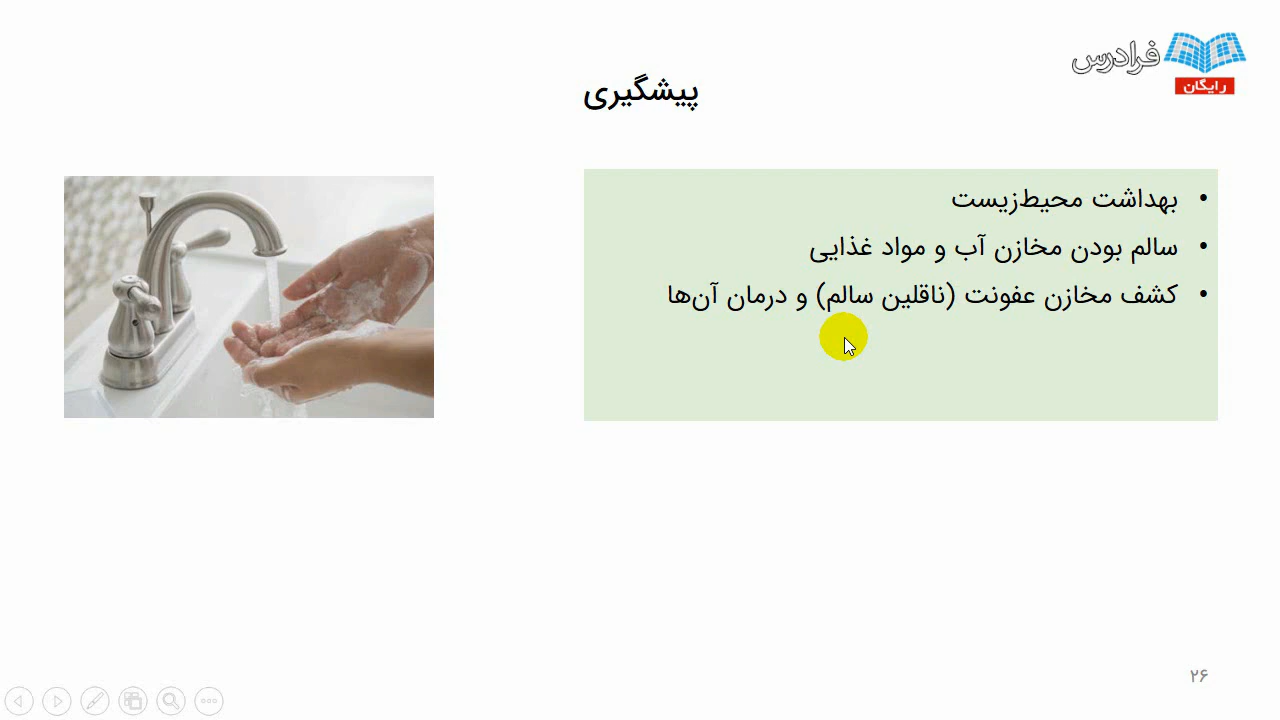 فرادرس
رایگان
پیشگیری
• بهداشت محیط‌زیست
• سالم بودن مخازن آب و مواد غذایی
• کشف مخازن عفونت (ناقلین سالم) و درمان آن‌ها
۲۶